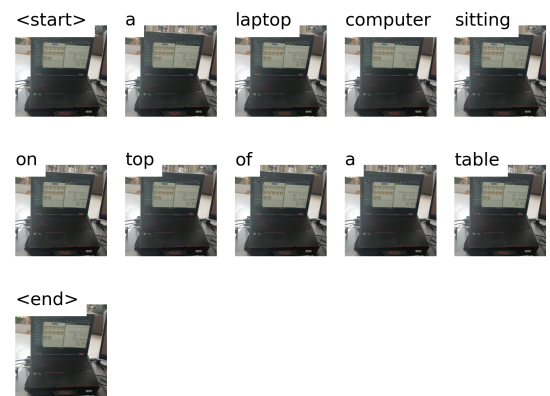 <start> a laptop computer sitting
on top of a table
<end>